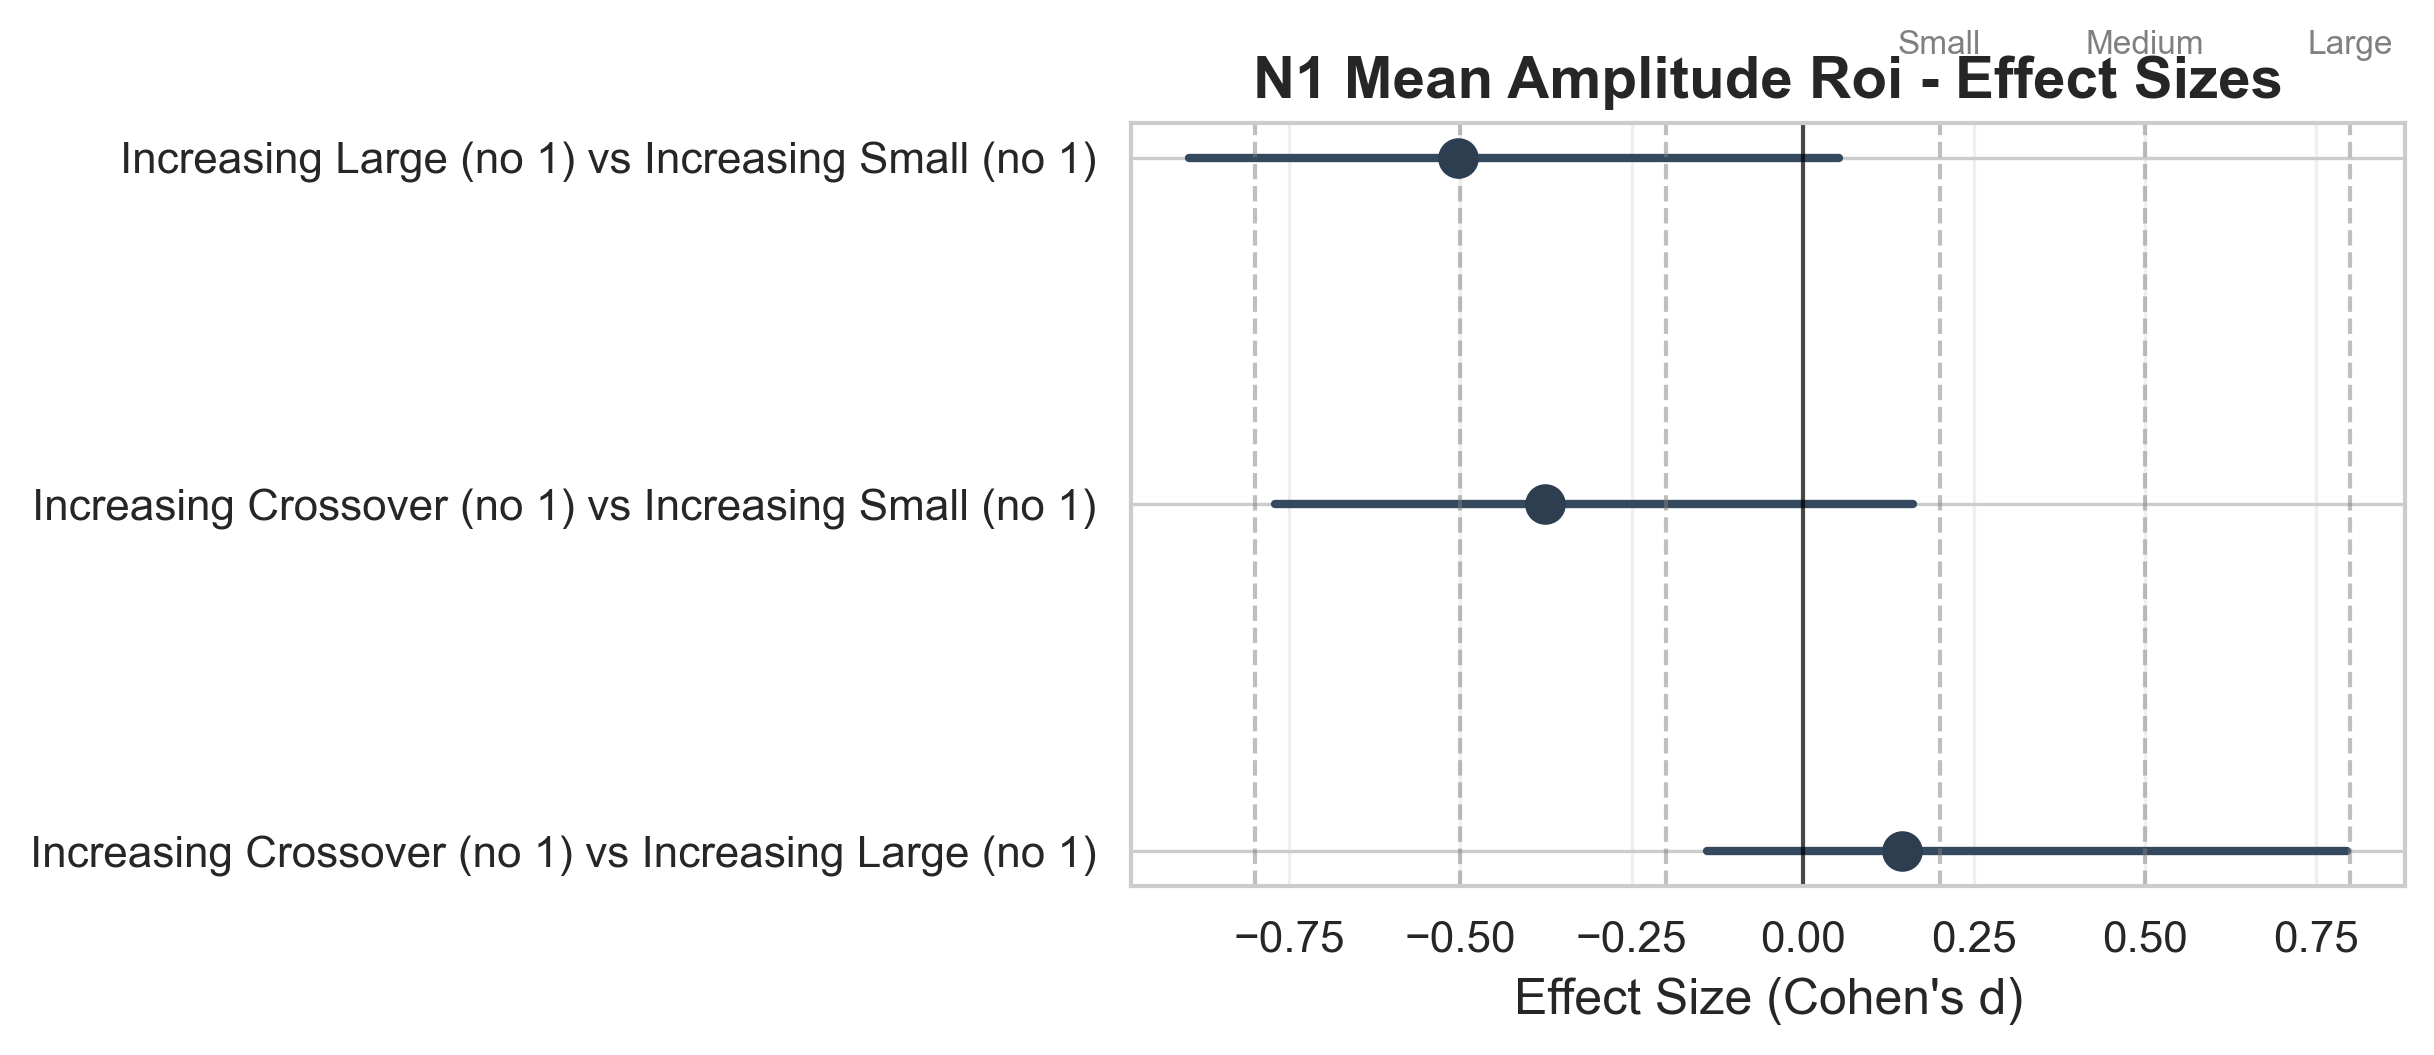 Small Medium Large
N1 Mean Amplitude Roi - Effect Sizes
Increasing Large (no 1) vs Increasing Small (no 1)
Increasing Crossover (no 1) vs Increasing Small (no 1)
Increasing Crossover (no 1) vs Increasing Large (no 1)
−0.75 −0.50 −0.25 0.00 0.25 0.50 0.75
Effect Size (Cohen's d)